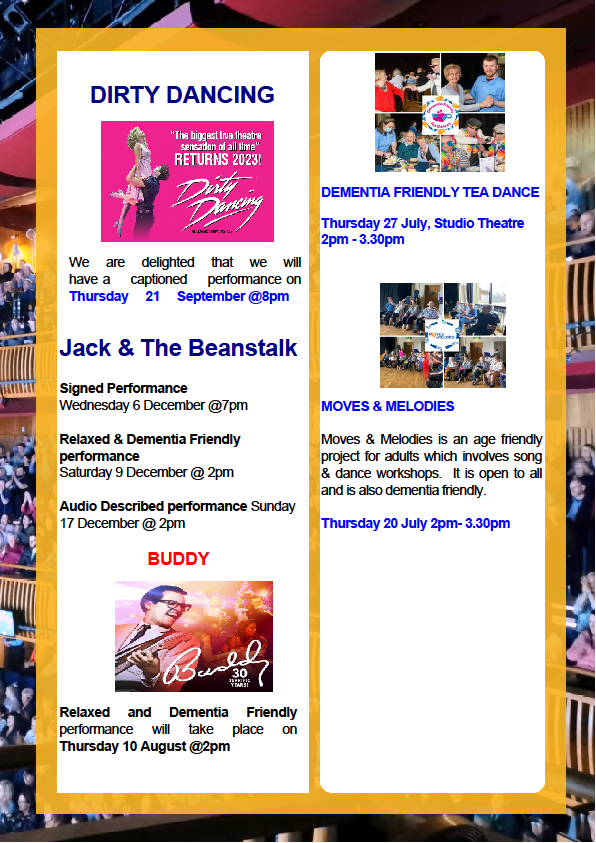 DIRTY DANCING
"The biggest live theatre
sensation of all time"
RETURNS 2023!
Dirty
Dancing
We are delighted that we will
have a captioned performance on
Thursday 21 September @8pm
Jack & The Beanstalk
Signed Performance
Wednesday 6 December @7pm
Relaxed & Dementia Friendly
performance
Saturday 9 December @ 2pm
Audio Described performance Sunday
17 December @ 2pm
BUDDY
Buddy
30
TERRIFIC
YEARS!
Relaxed and Dementia Friendly
performance will take place on
Thursday 10 August @2pm
DEMENTIA FRIENDLY TEA DANCE
Thursday 27 July, Studio Theatre
2pm - 3.30pm
MOVES & MELODIES
Moves & Melodies is an age friendly
project for adults which involves song
& dance workshops. It is open to all
and is also dementia friendly.
Thursday 20 July 2pm- 3.30pm